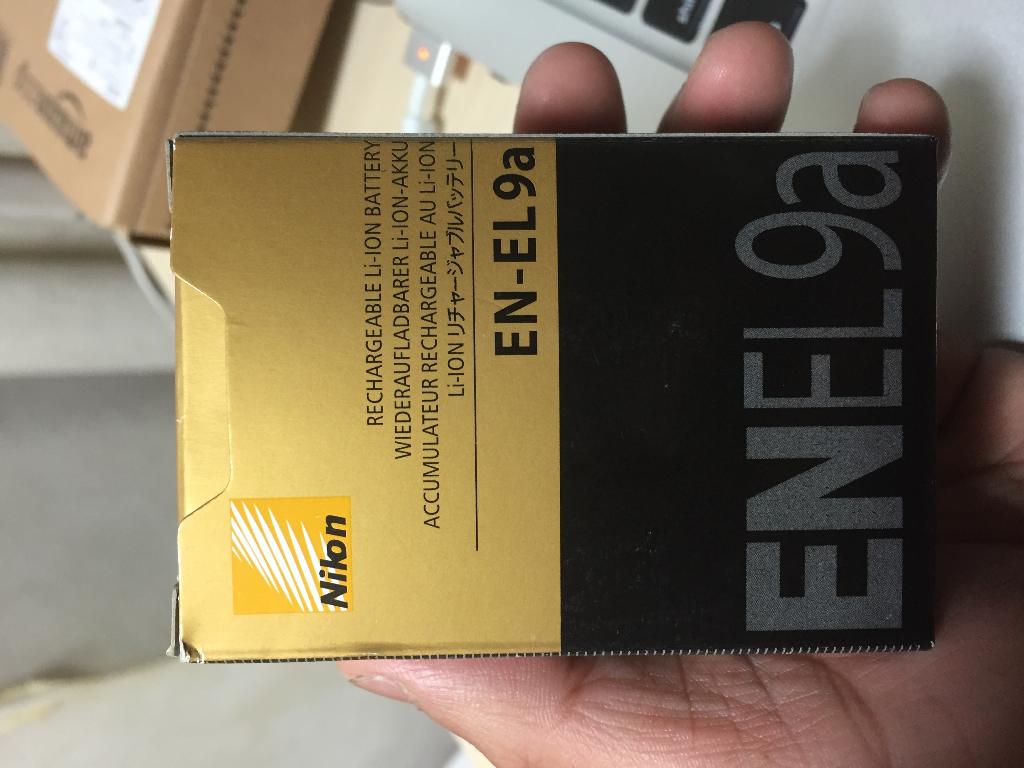 Nikon
RECHARGEABLE Li-ION BATTERY
WIEDERAUFLADBARER Li-ION-AKKU
ACCUMULATEUR RECHARGEABLE AU Li-ION
Li-ION リチャージャブルバッテリー
EN-EL9a
ENEL9a